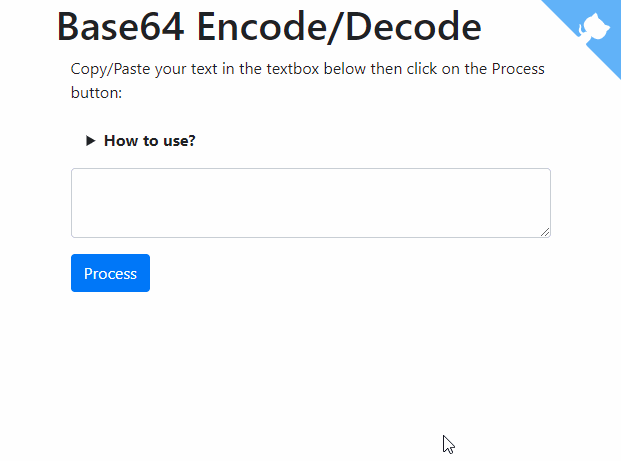 Base64 Encode/Decode
Copy/Paste your text in the textbox below then click on the Process
button:
How to use?
Process